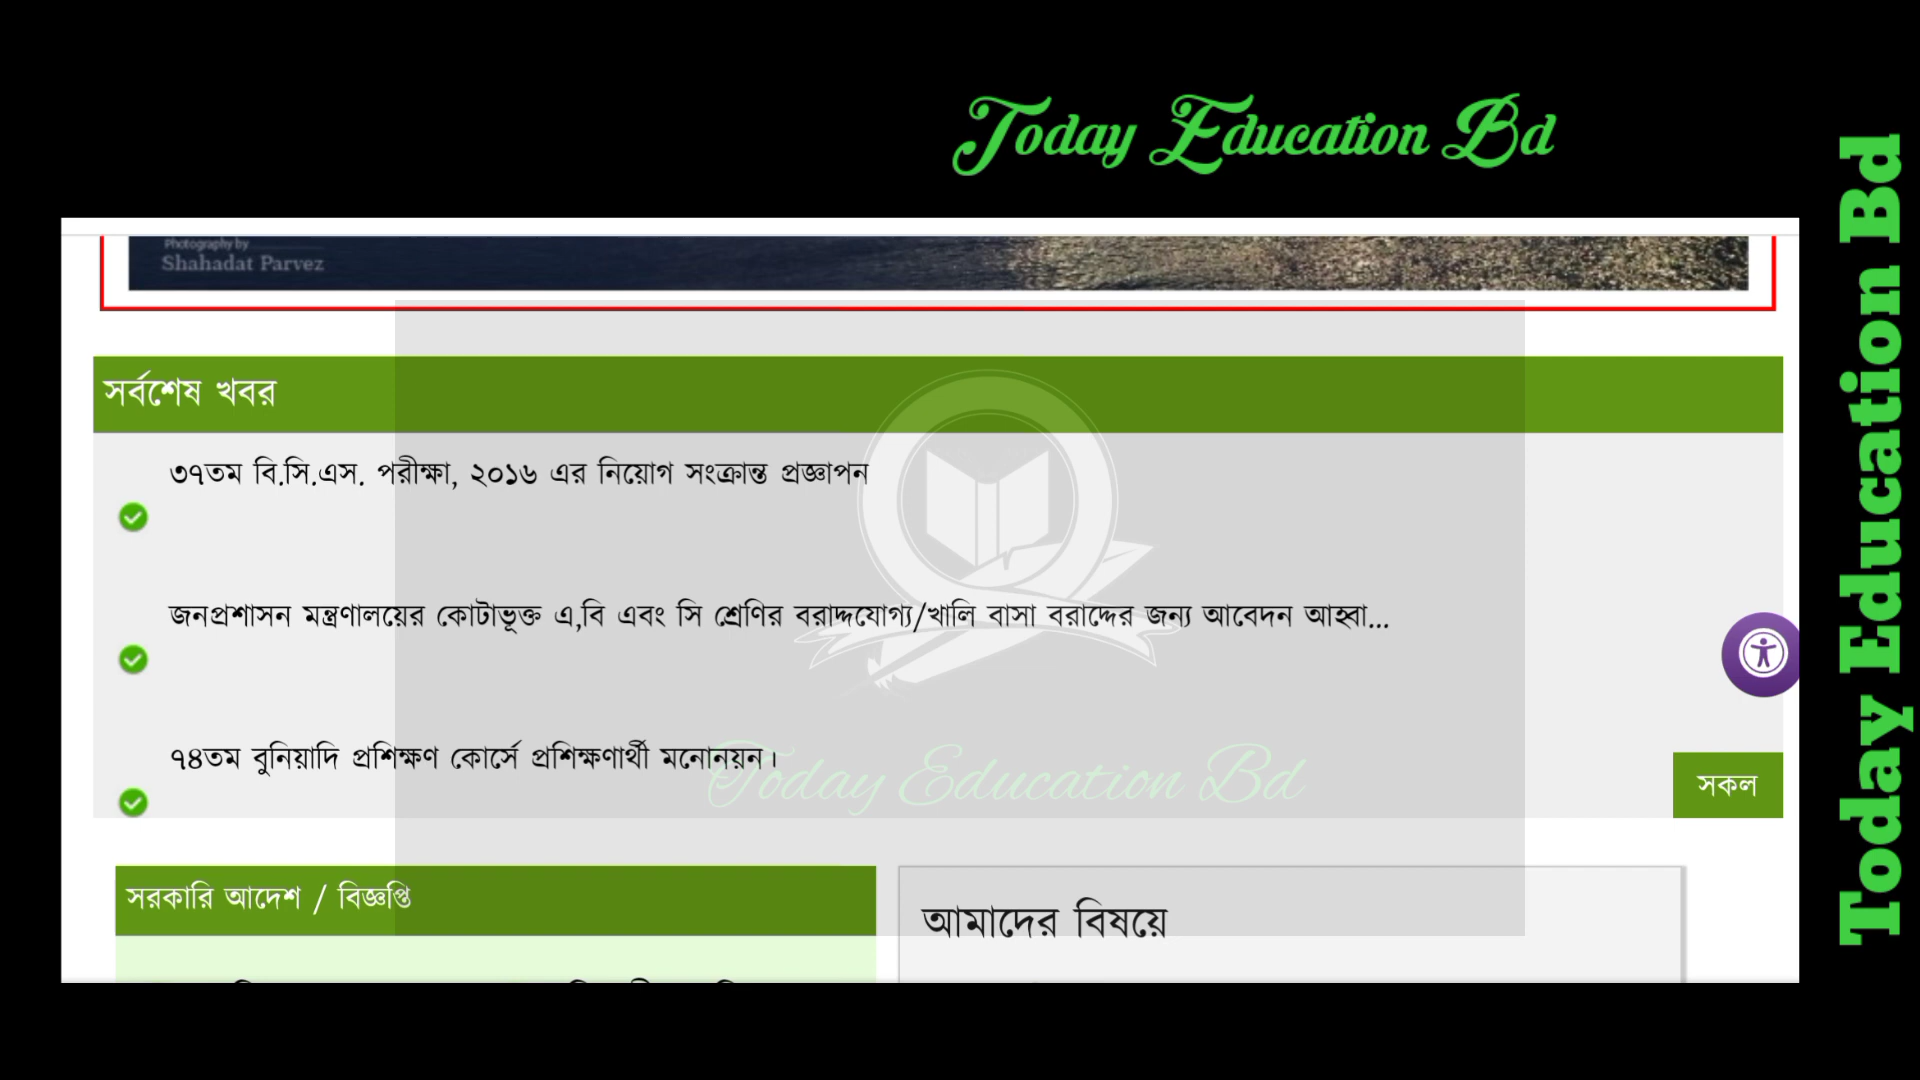 Today Education Bd
Photography by
Shahadat Parvez
সর্বশেষ খবর
৩৭তম বি.সি.এস. পরীক্ষা, ২০১৬ এর নিয়োগ সংক্রান্ত প্রজ্ঞাপন
জনপ্রশাসন মন্ত্রণালয়ের কোটাভূক্ত এ,বি এবং সি শ্রেণির বরাদ্দযোগ্য/খালি বাসা বরাদ্দের জন্য আবেদন আহ্বা...
৭৪তম বুনিয়াদি প্রশিক্ষণ কোর্সে প্রশিক্ষণার্থী মনোনয়ন।
Today Education Bd
সকল
সরকারি আদেশ / বিজ্ঞপ্তি
আমাদের বিষয়ে
Today Education Bd